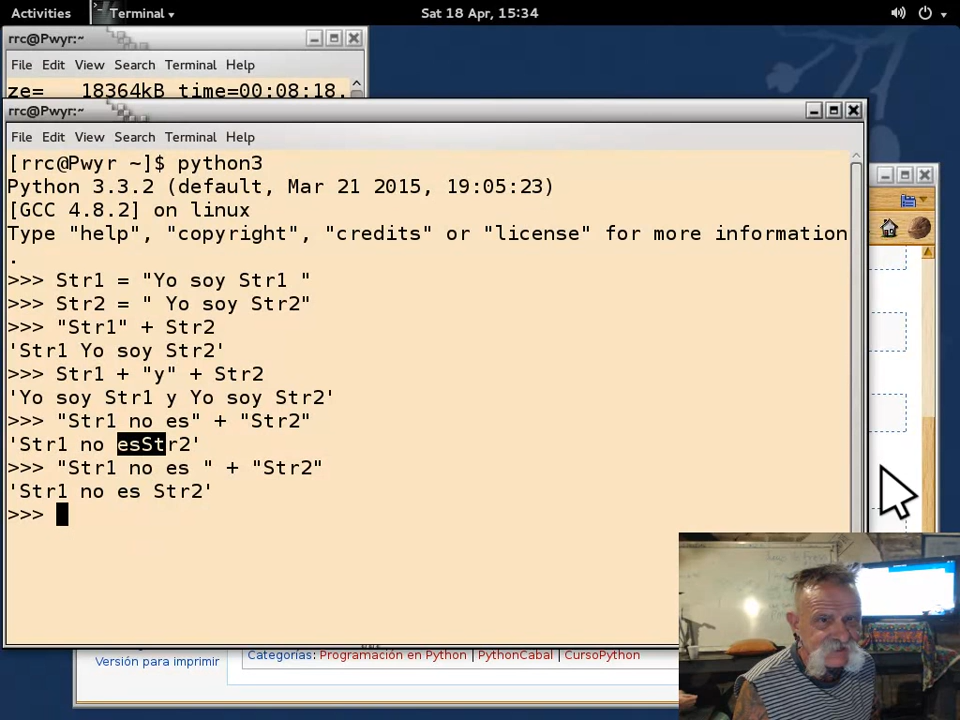 Activities
Terminal
Sat 18 Apr, 15:34
rrc@Pwyr:~
File Edit View Search Terminal Help
ze= 18364kB time=00:08:18.
rrc@Pwyr:~
File Edit View Search Terminal Help
[rrc@Pwyr ~]$ python3
Python 3.3.2 (default, Mar 21 2015, 19:05:23)
[GCC 4.8.2] on linux
Type "help", "copyright", "credits" or "license" for more information
.
>>> Str1 = "Yo soy Str1 "
>>> Str2 = " Yo soy Str2"
>>> "Str1" + Str2
'Str1 Yo soy Str2'
>>> Str1 + "y" + Str2
'Yo soy Str1 y Yo soy Str2'
>>> "Str1 no es" + "Str2"
'Str1 no esStr2'
>>> "Str1 no es " + "Str2"
'Str1 no es Str2'
>>>
Versión para imprimir
Categorías: Programación en Python | PythonCabal | CursoPython